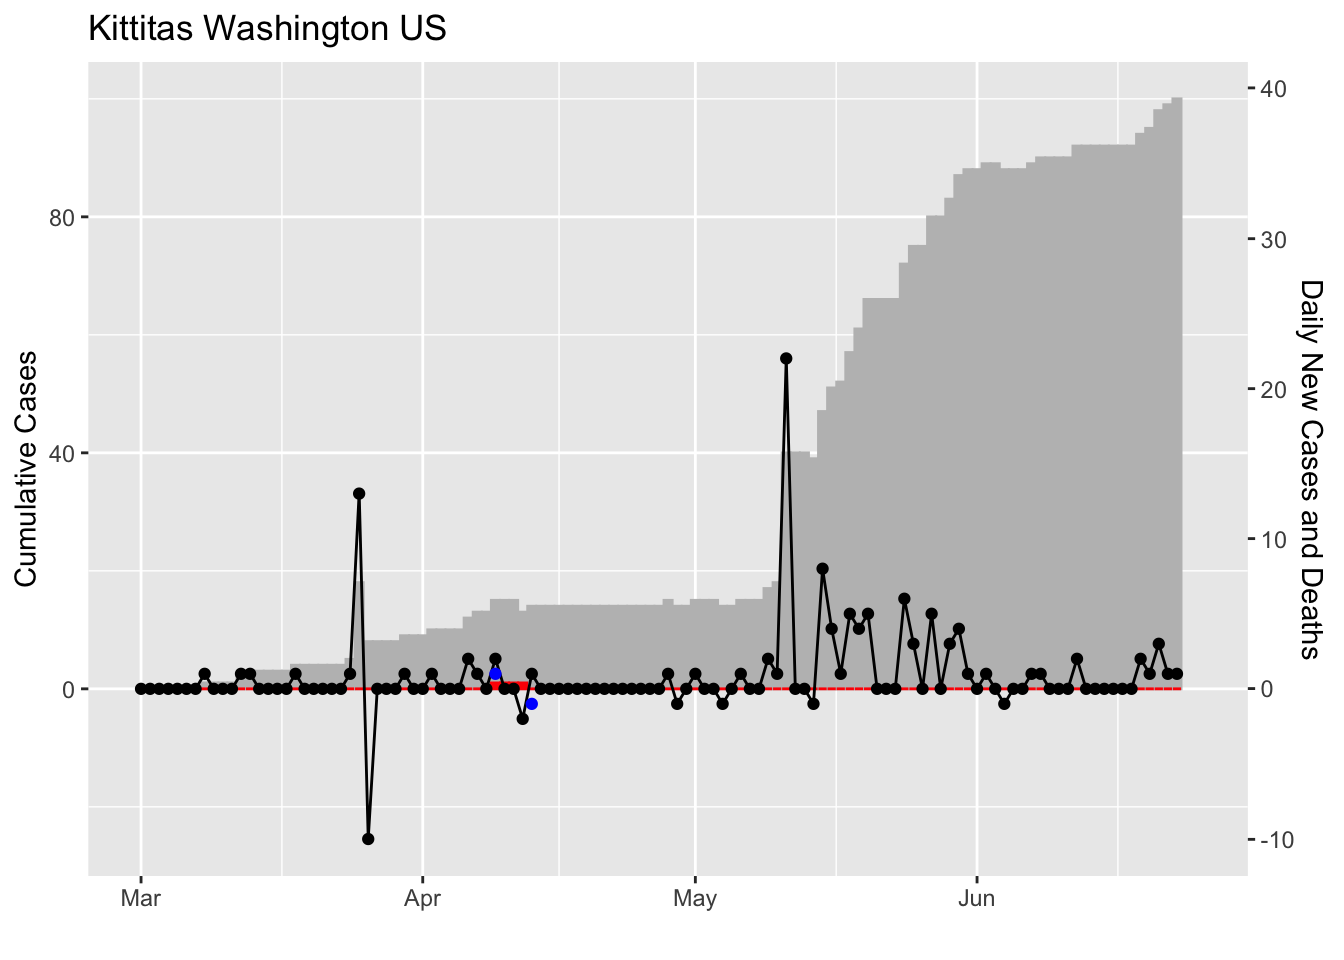 Kittitas Washington US
Cumulative Cases
80
40
0
40
30
20
10
0
-10
Daily New Cases and Deaths
Mar
Apr
May
Jun